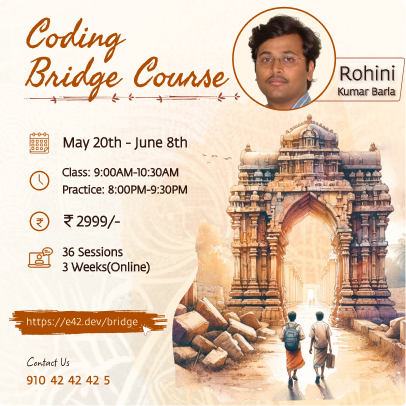 Coding
Bridge Course
Rohini
Kumar Barla
May 20th - June 8th
Class: 9:00AM-10:30AM
Practice: 8:00PM-9:30PM
₹ 2999/-
36 Sessions
3 Weeks(Online)
https://e42.dev/bridge
Contact Us
910 42 42 42 5